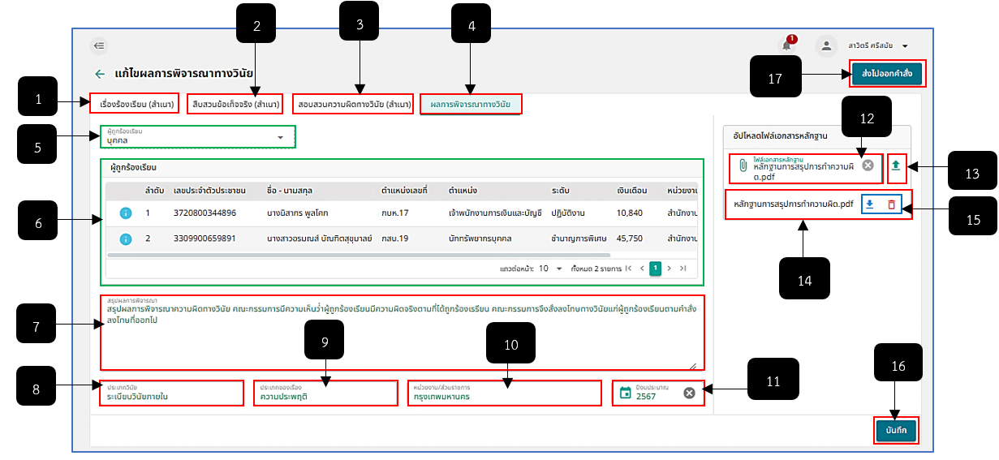 2
3
4
1
สาวิตรี ศรีสมัย
แก้ไขผลการพิจารณาทางวินัย
17
ส่งไปออกคำสั่ง
1
เรื่องร้องเรียน (สำเนา)
สืบสวนข้อเท็จจริง (สำเนา)
สอบสวนความผิดทางวินัย (สำเนา)
ผลการพิจารณาทางวินัย
12
5
ผู้ถูกร้องเรียน
บุคคล
อัปโหลดไฟล์เอกสารหลักฐาน
ไฟล์เอกสารหลักฐาน
หลักฐานการสรุปการทำความผิ
ด.pdf
13
ผู้ถูกร้องเรียน
ลำดับ เลขประจำตัวประชาชน ชื่อ - นามสกุล ตำแหน่งเลขที่ ตำแหน่ง ระดับ เงินเดือน หน่วยงาน
6
1 3720800344896 นางนิสากร พูลโภก กบห.17 เจ้าพนักงานการเงินและบัญชี ปฏิบัติงาน 10,840 สำนักงาน
2 3309900659891 นางสาวอรมณส์ บัณฑิตสุขุมาลย์ กสบ.19 นักทรัพยากรบุคคล ชำนาญการพิเศษ 45,750 สำนักงาน
แถวต่อหน้า: 10 ทั้งหมด 2 รายการ 1
หลักฐานการสรุปการทำความผิด.pdf
15
14
7
สรุปผลการพิจารณา
สรุปผลการพิจารณาความผิดทางวินัย คณะกรรมการมีความเห็นว่่าผู้ถูกร้องเรียนมีความผิดจริงตามที่ได้ถูกร้องเรรียน คณะกรรมการจึงสั่งลงโทษทางวินัยแก่ผู้ถูกร้องเรียนตามคำสั่ง
ลงโทษที่ออกไป
9
10
8
ประเภทวินัย
ระเบียบวินัยภายใน
ประเภทของเรื่อง
ความประพฤติ
หน่วยงาน/ส่วนราชการ
กรุงเทพมหานคร
ปีงบประมาณ
2567
11
16
บันทึก